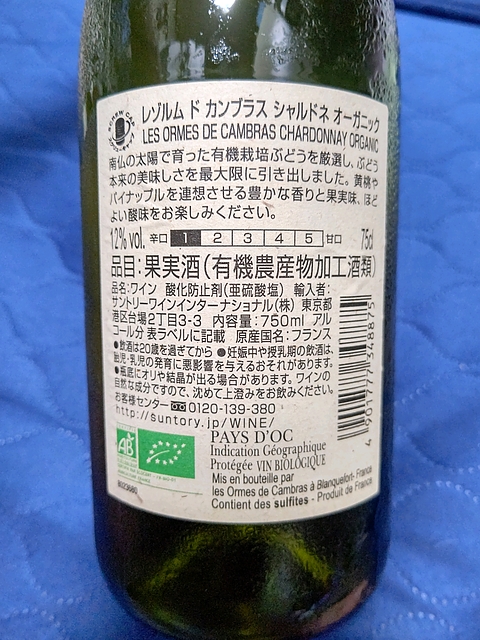 SCREW CAP
レゾルム ド カンブラス シャルドネ オーガニック
LES ORMES DE CAMBRAS CHARDONNAY ORGANIC
南仏の太陽で育った有機栽培ぶどうを厳選し、ぶどう
本来の美味しさを最大限に引き出しました。黄桃や
パイナップルを連想させる豊かな香りと果実味、ほど
よい酸味をお楽しみください。
12% vol. 辛口 1 2 3 4 5 甘口 75cl
品目:果実酒(有機農産物加工酒類)
品名:ワイン 酸化防止剤(亜硫酸塩) 輸入者:
サントリーワインインターナショナル(株) 東京都
港区台場2丁目3-3 内容量:750ml アル
コール分 表ラベルに記載 原産国名:フランス
●飲酒は20歳を過ぎてから ●妊娠中や授乳期の飲酒は、
胎児・乳児の発育に悪影響を与えるおそれがあります。
●瓶底にオリや結晶が出る場合があります。ワインの
自然な成分ですので、沈めて上澄みをお飲みください。
お客様センター 0120-139-380
http://suntory.jp/WINE/
4 901777 348875
AB
PAYS D'OC
Indication Géographique
Protégée VIN BIOLOGIQUE
Mis en bouteille par
les Ormes de Cambras à Blanquefort- France
Contient des sulfites - Produit de France